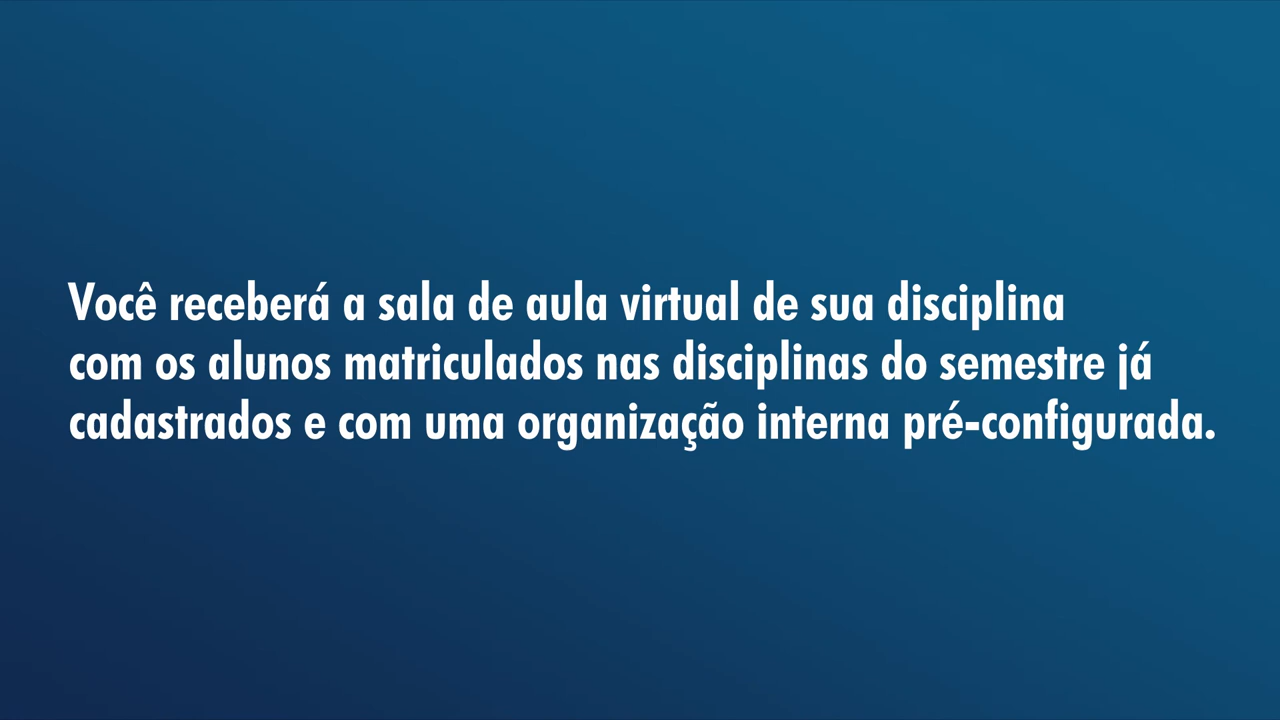 Você receberá a sala de aula virtual de sua disciplina
com os alunos matriculados nas disciplinas do semestre já
cadastrados e com uma organização interna pré-configurada.